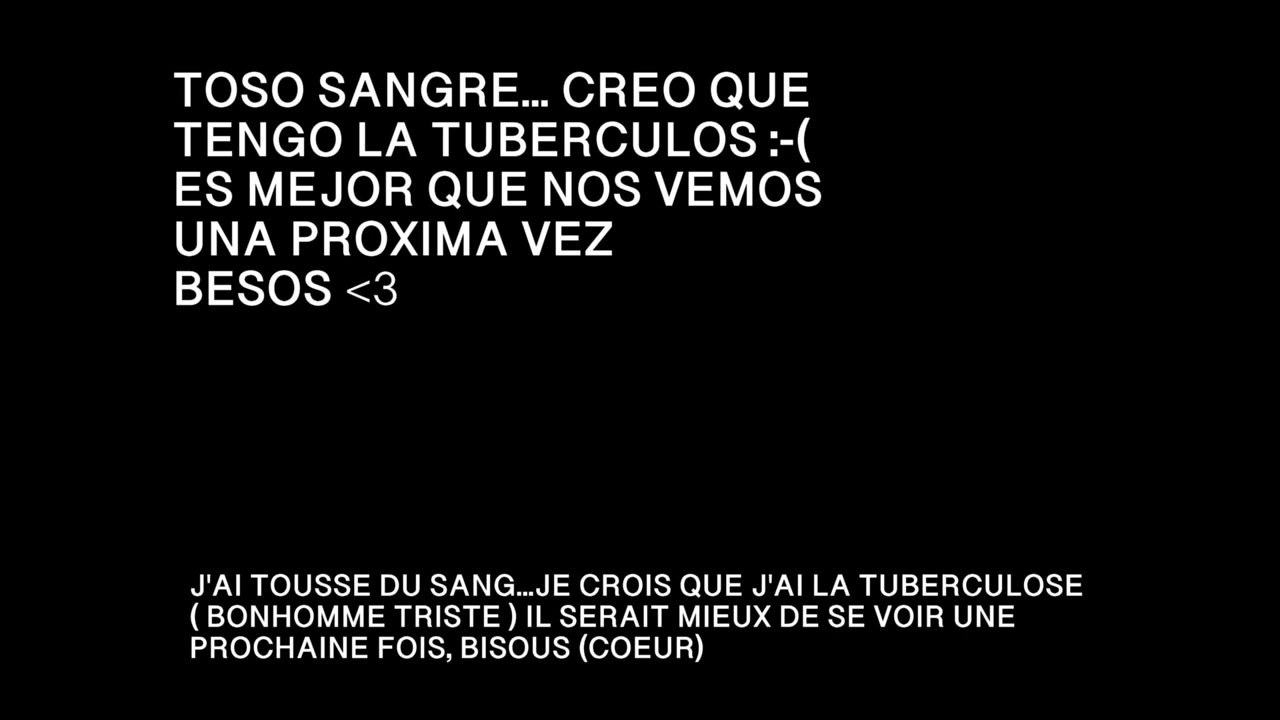 TOSO SANGRE... CREO QUE
TENGO LA TUBERCULOS :-(
ES MEJOR QUE NOS VEMOS
UNA PROXIMA VEZ
BESOS <3
J'AI TOUSSE DU SANG...JE CROIS QUE J'AI LA TUBERCULOSE
( BONHOMME TRISTE ) IL SERAIT MIEUX DE SE VOIR UNE
PROCHAINE FOIS, BISOUS (COEUR)